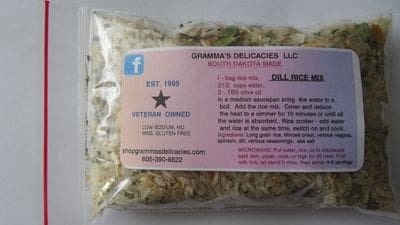 GRAMMA'S DELICACIES LLC
SOUTH DAKOTA MADE
f
EST. 1995
VETERAN OWNED
LOW SODIUM, NO
MSG, GLUTEN FREE
shopgrammasdelicacies.com
605-390-6822
1 - bag rice mix, DILL RICE MIX
21/2 cups water.
2 - TBS olive oil
In a medium saucepan bring the water to a
boil. Add the rice mix. Cover and reduce
the heat to a simmer for 10 minutes or until all
the water is absorbed.. Rice cooker - add water
and rice at the same time, switch on and cook.
Ingredients: Long grain rice, Minced onion, various veggies,
spinach, dill, various seasonings. sea salt
MICROWAVE: Put water, rice, oil in microwave
safe dish, cover, cook on high for 20 mins. Fluff
with fork, let stand 5 mins. then serve. 4-6 servings.